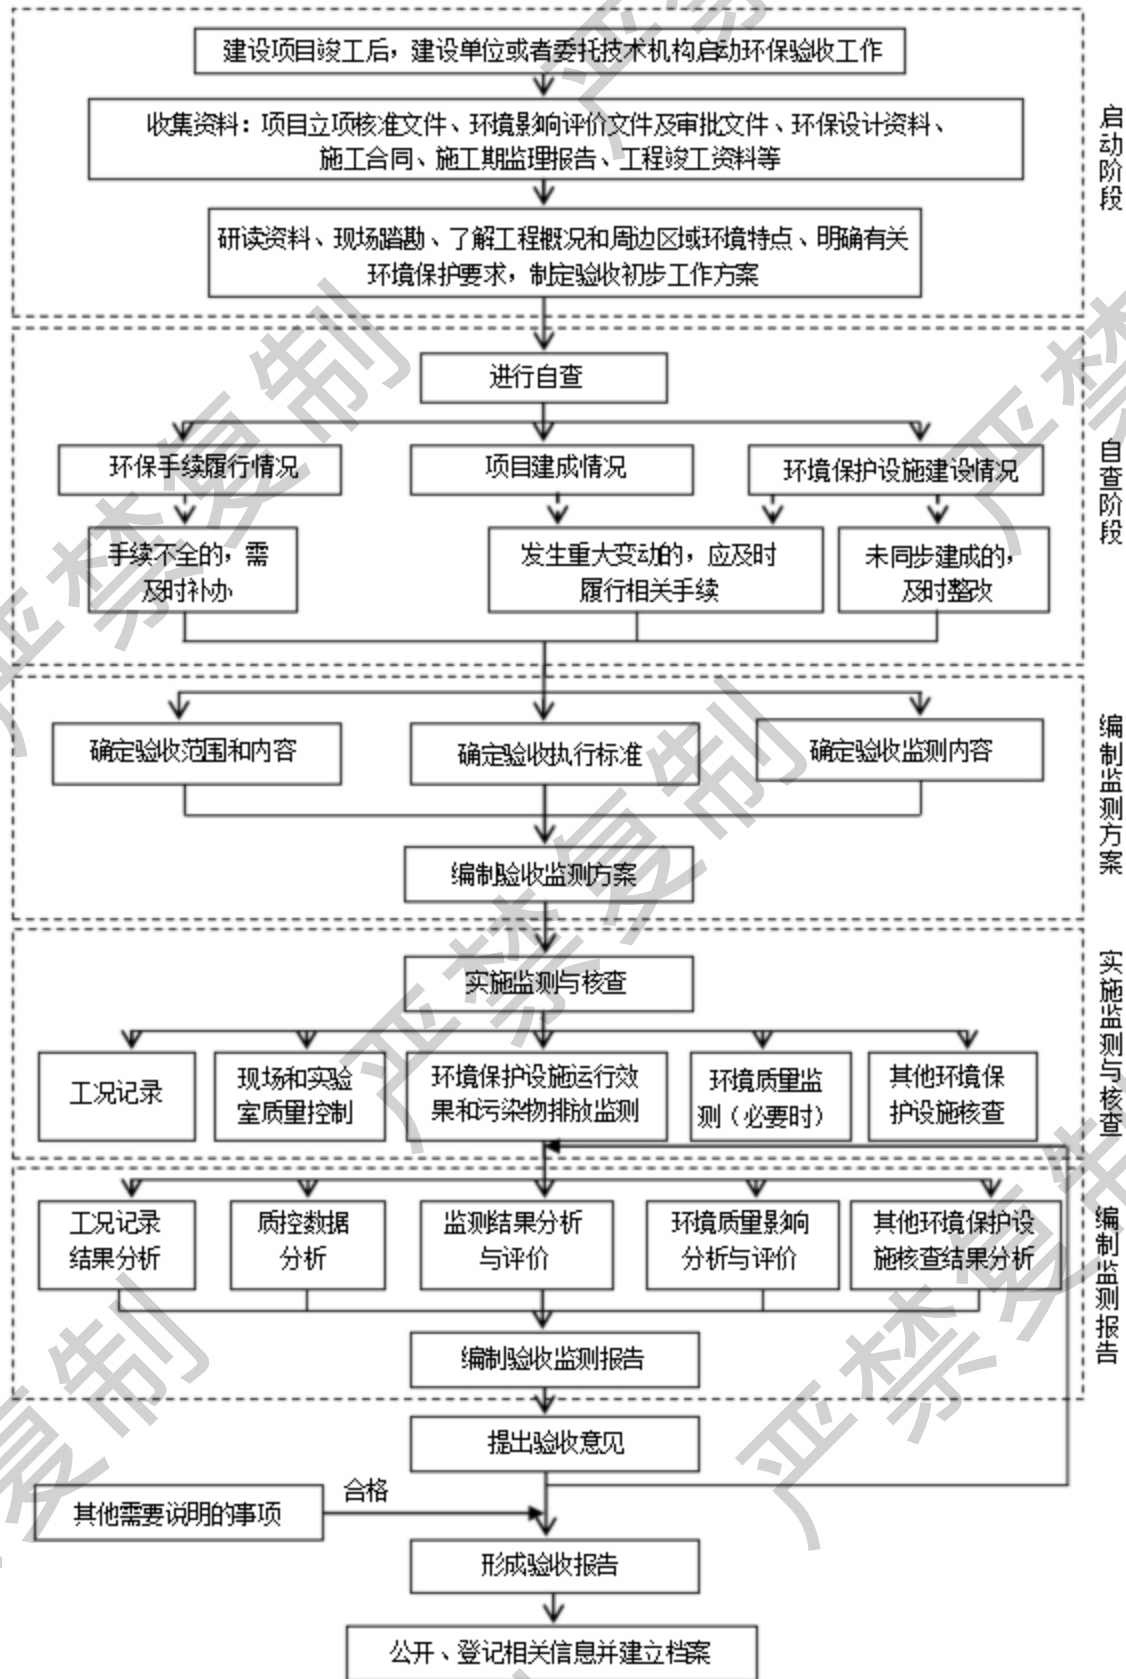 建设项目竣工后，建设单位或者委托技术机构启动环保验收工作
收集资料：项目立项核准文件、环境影响评价文件及审批文件、环保设计资料、
施工合同、施工期监理报告、工程竣工资料等
研读资料、现场踏勘、了解工程概况和周边区域环境特点、明确有关
环境保护要求，制定验收初步工作方案
启动阶段
进行自查
环保手续履行情况
项目建成情况
环境保护设施建设情况
手续不全的，需
及时补办
发生重大变动的，应及时
履行相关手续
未同步建成的，
及时整改
自查阶段
确定验收范围和内容
确定验收执行标准
确定验收监测内容
编制验收监测方案
编制监测方案
实施监测与核查
工况记录
现场和实验
室质量控制
环境保护设施运行效
果和污染物排放监测
环境质量监
测（必要时）
其他环境保
护设施核查
实施监测与核查
工况记录
结果分析
质控数据
分析
监测结果分析
与评价
环境质量影响
分析与评价
其他环境保护设
施核查结果分析
编制验收监测报告
编制监测报告
提出验收意见
其他需要说明的事项
合格
形成验收报告
公开、登记相关信息并建立档案
严禁复制
严禁复制
严禁复制
严禁复制
严禁复制
严禁复制